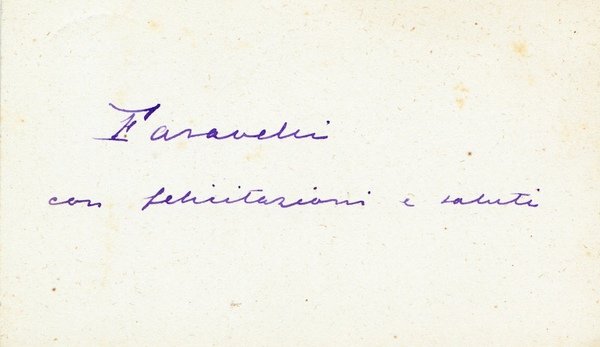 Faravelli
con felicitazioni e saluti